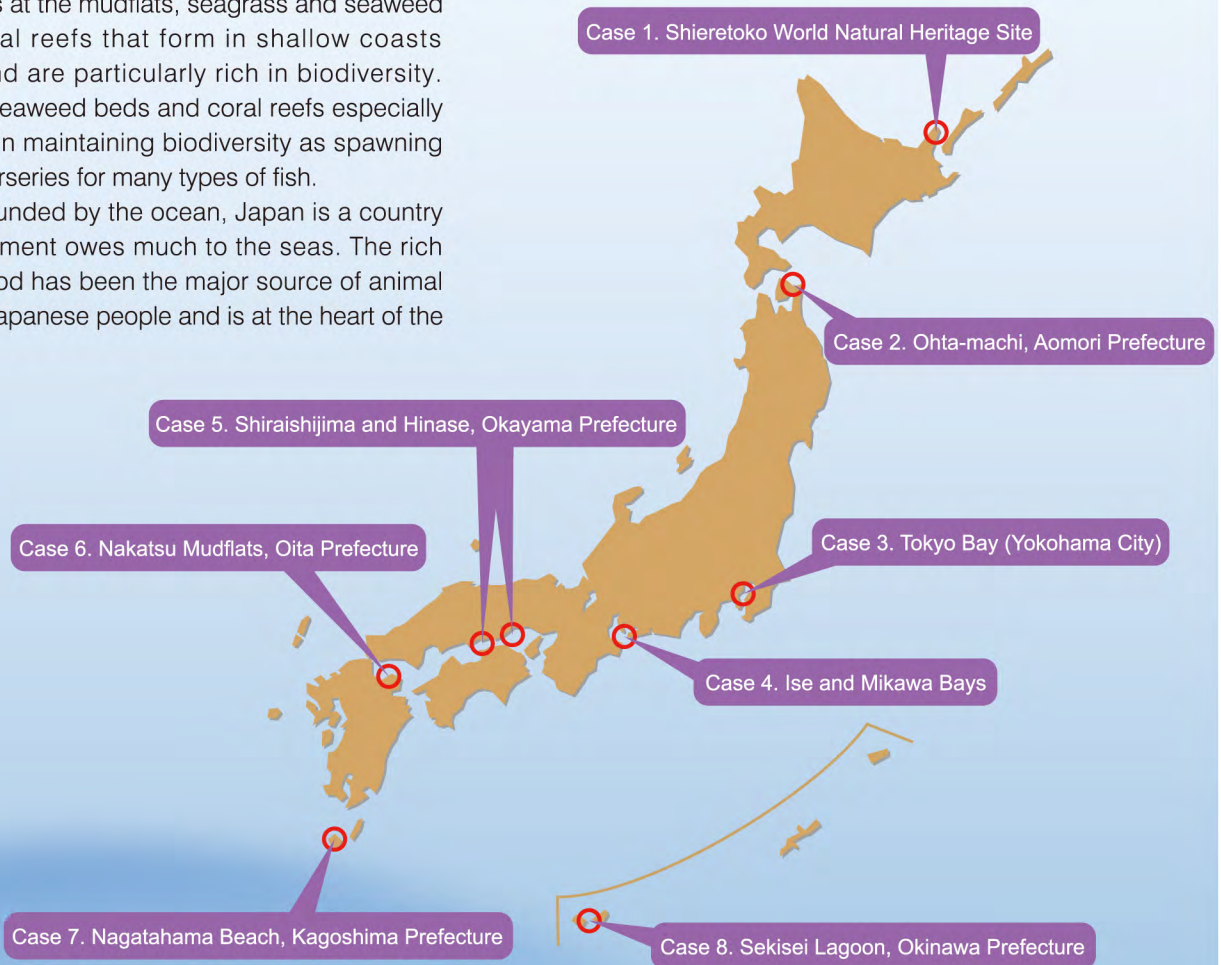 s at the mudflats, seagrass and seaweed
al reefs that form in shallow coasts
nd are particularly rich in biodiversity.
eaweed beds and coral reefs especially
n maintaining biodiversity as spawning
rseries for many types of fish.
unded by the ocean, Japan is a country
ment owes much to the seas. The rich
od has been the major source of animal
apanese people and is at the heart of the
Case 1. Shieretoko World Natural Heritage Site
Case 2. Ohta-machi, Aomori Prefecture
Case 5. Shiraishijima and Hinase, Okayama Prefecture
Case 6. Nakatsu Mudflats, Oita Prefecture
Case 3. Tokyo Bay (Yokohama City)
Case 4. Ise and Mikawa Bays
Case 7. Nagatahama Beach, Kagoshima Prefecture
Case 8. Sekisei Lagoon, Okinawa Prefecture